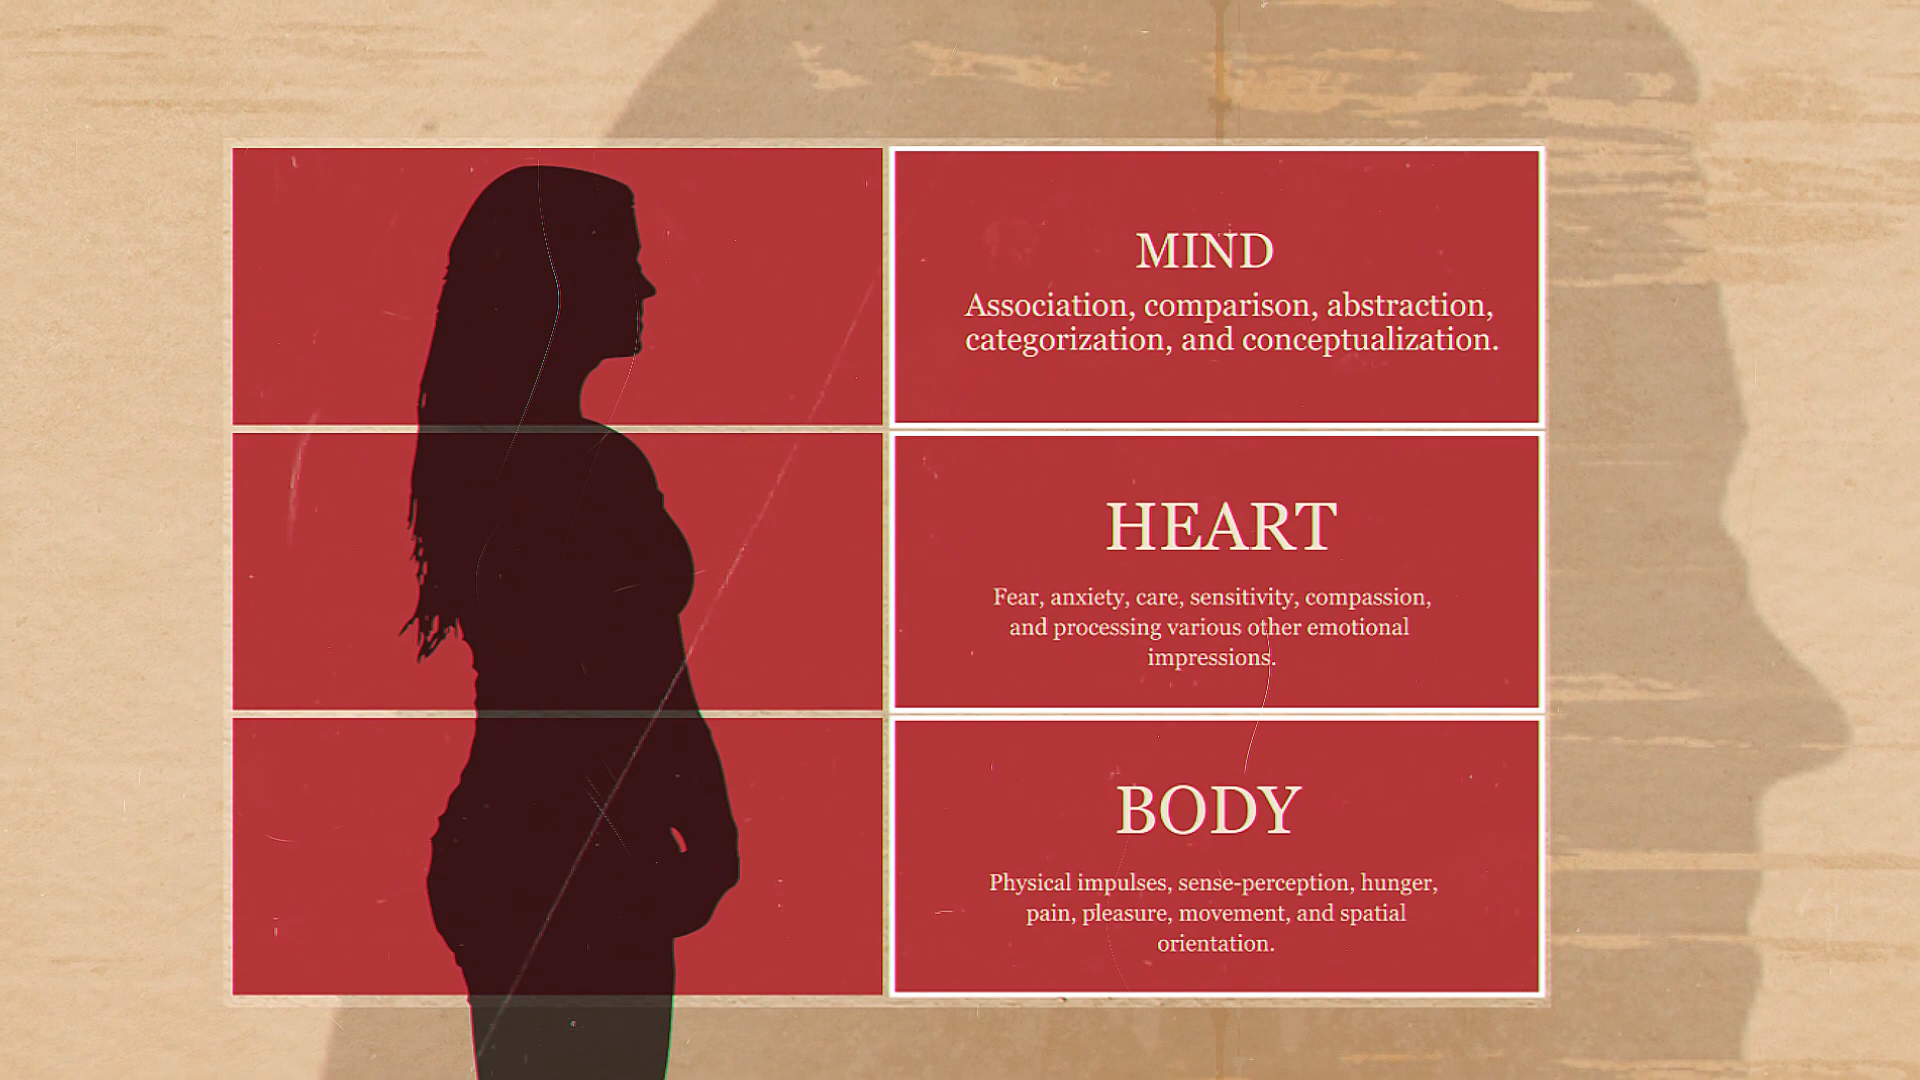 MIND
Association, comparison, abstraction,
categorization, and conceptualization.
HEART
Fear, anxiety, care, sensitivity, compassion,
and processing various other emotional
impressions.
BODY
Physical impulses, sense-perception, hunger,
pain, pleasure, movement, and spatial
orientation.